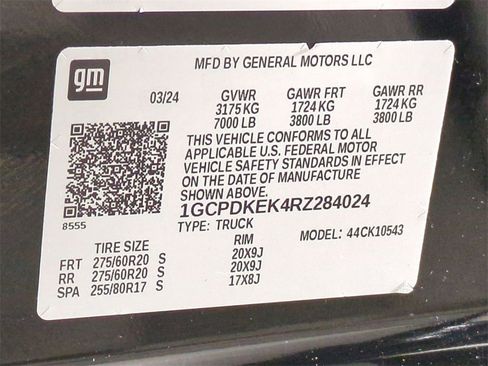 gm
MFD BY GENERAL MOTORS LLC
03/24 GVWR GAWR FRT GAWR RR
3175 KG 1724 KG 1724 KG
7000 LB 3800 LB 3800 LB
THIS VEHICLE CONFORMS TO ALL
APPLICABLE U.S. FEDERAL MOTOR
VEHICLE SAFETY STANDARDS IN EFFECT
ON THE DATE OF MANUFACTURE
SHOWN ABOVE.
1GCPDKEK4RZ284024
8555
TYPE: TRUCK MODEL: 44CK10543
TIRE SIZE RIM
FRT 275/60R20 S 20X9J
RR 275/60R20 S 20X9J
SPA 255/80R17 S 17X8J